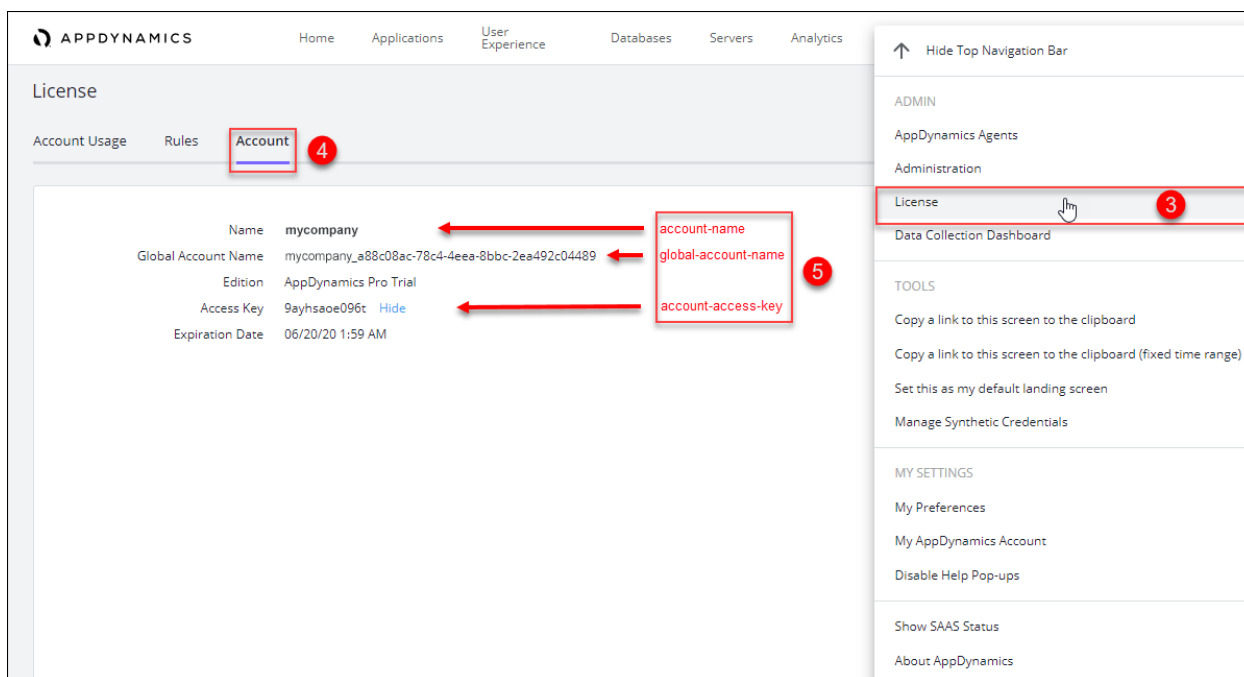 APPDYNAMICS
Home Applications User Experience Databases Servers Analytics
License
Account Usage Rules Account
4
Name mycompany
account-name
Global Account Name mycompany_a88c08ac-78c4-4eea-8bbc-2ea492c04489
global-account-name
5
Edition AppDynamics Pro Trial
Access Key 9ayhsaoe096t Hide
account-access-key
Expiration Date 06/20/20 1:59 AM
Hide Top Navigation Bar
ADMIN
AppDynamics Agents
Administration
License
3
Data Collection Dashboard
TOOLS
Copy a link to this screen to the clipboard
Copy a link to this screen to the clipboard (fixed time range)
Set this as my default landing screen
Manage Synthetic Credentials
MY SETTINGS
My Preferences
My AppDynamics Account
Disable Help Pop-ups
Show SAAS Status
About AppDynamics